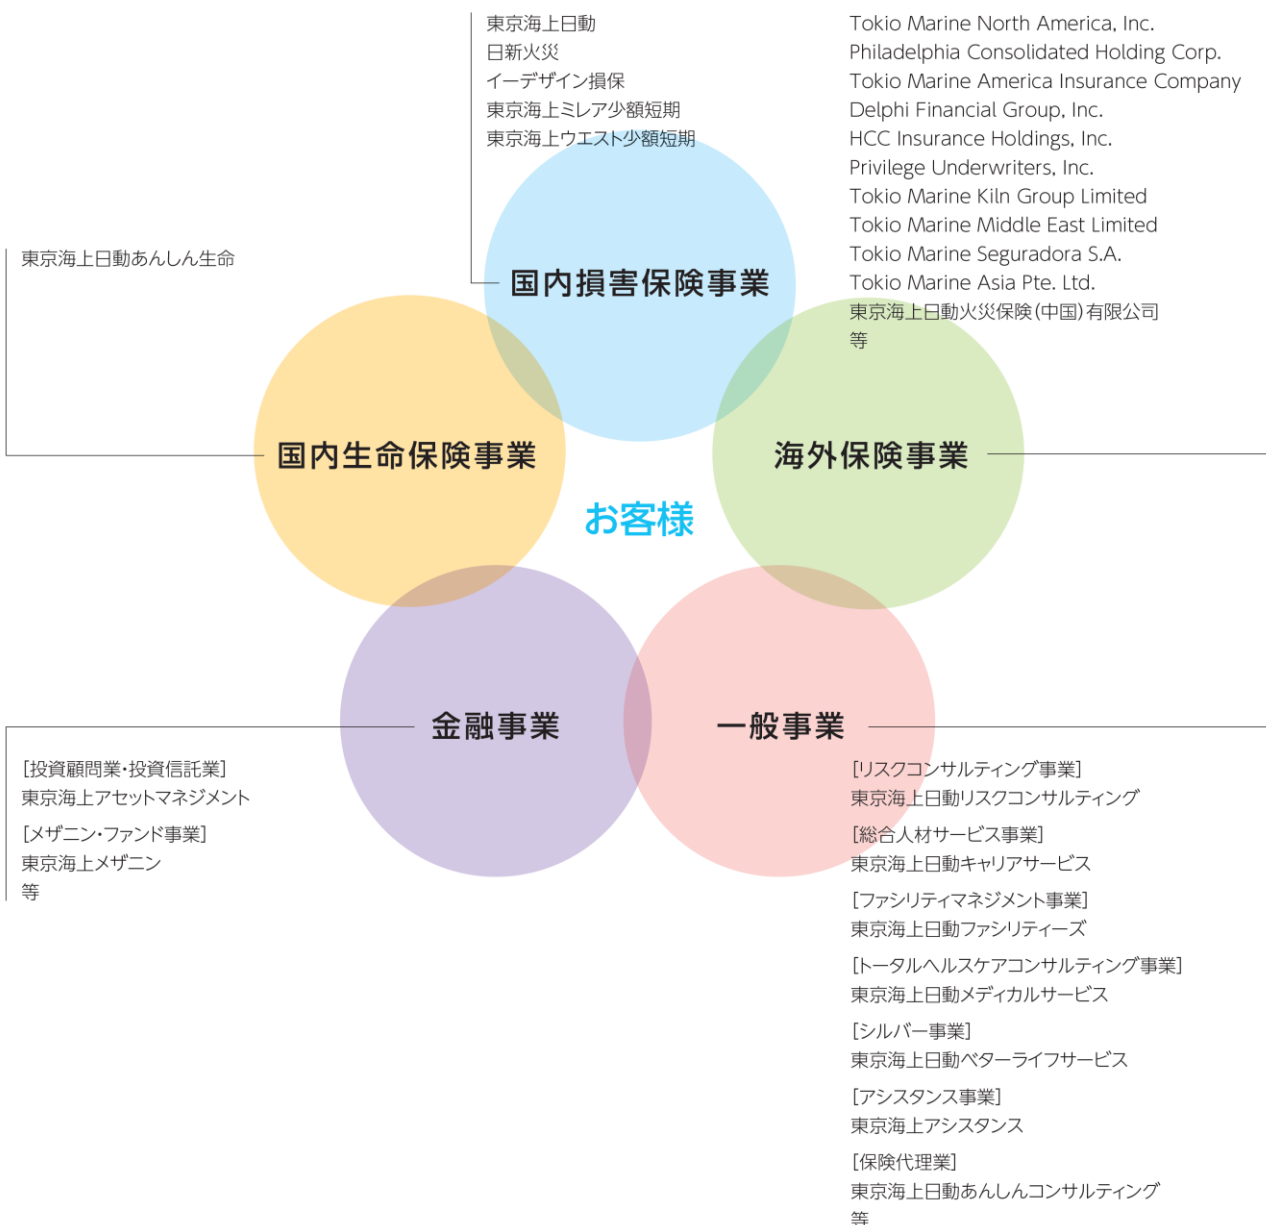 東京海上日動
日新火災
イーデザイン損保
東京海上ミレア少額短期
東京海上ウエスト少額短期
Tokio Marine North America, Inc.
Philadelphia Consolidated Holding Corp.
Tokio Marine America Insurance Company
Delphi Financial Group, Inc.
HCC Insurance Holdings, Inc.
Privilege Underwriters, Inc.
Tokio Marine Kiln Group Limited
Tokio Marine Middle East Limited
Tokio Marine Seguradora S.A.
Tokio Marine Asia Pte. Ltd.
東京海上日動火災保険(中国)有限公司
等
東京海上日動あんしん生命
国内損害保険事業
国内生命保険事業
海外保険事業
お客様
金融事業
一般事業
[投資顧問業・投資信託業]
東京海上アセットマネジメント
[メザニン・ファンド事業]
東京海上メザニン
等
[リスクコンサルティング事業]
東京海上日動リスクコンサルティング
[総合人材サービス事業]
東京海上日動キャリアサービス
[ファシリティマネジメント事業]
東京海上日動ファシリティーズ
[トータルヘルスケアコンサルティング事業]
東京海上日動メディカルサービス
[シルバー事業]
東京海上日動ベターライフサービス
[アシスタンス事業]
東京海上アシスタンス
[保険代理業]
東京海上日動あんしんコンサルティング
等